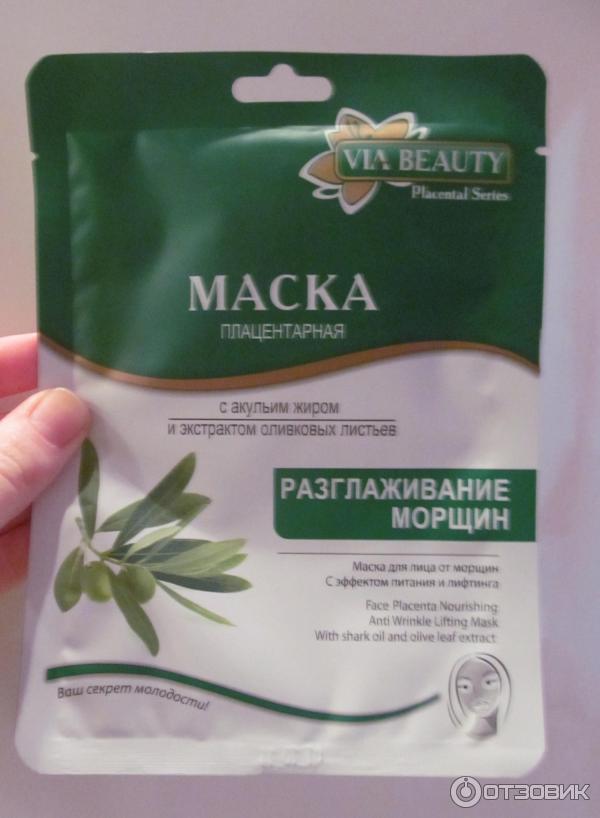 VIA BEAUTY
Placental Series
МАСКА
ПЛАЦЕНТАРНАЯ
с акульим жиром
и экстрактом оливковых листьев
РАЗГЛАЖИВАНИЕ
МОРЩИН
Маска для лица от морщин
С эффектом питания и лифтинга
Face Placenta Nourishing
Anti Wrinkle Lifting Mask
With shark oil and olive leaf extract
Ваш секрет молодости!
ОТЗОВИК